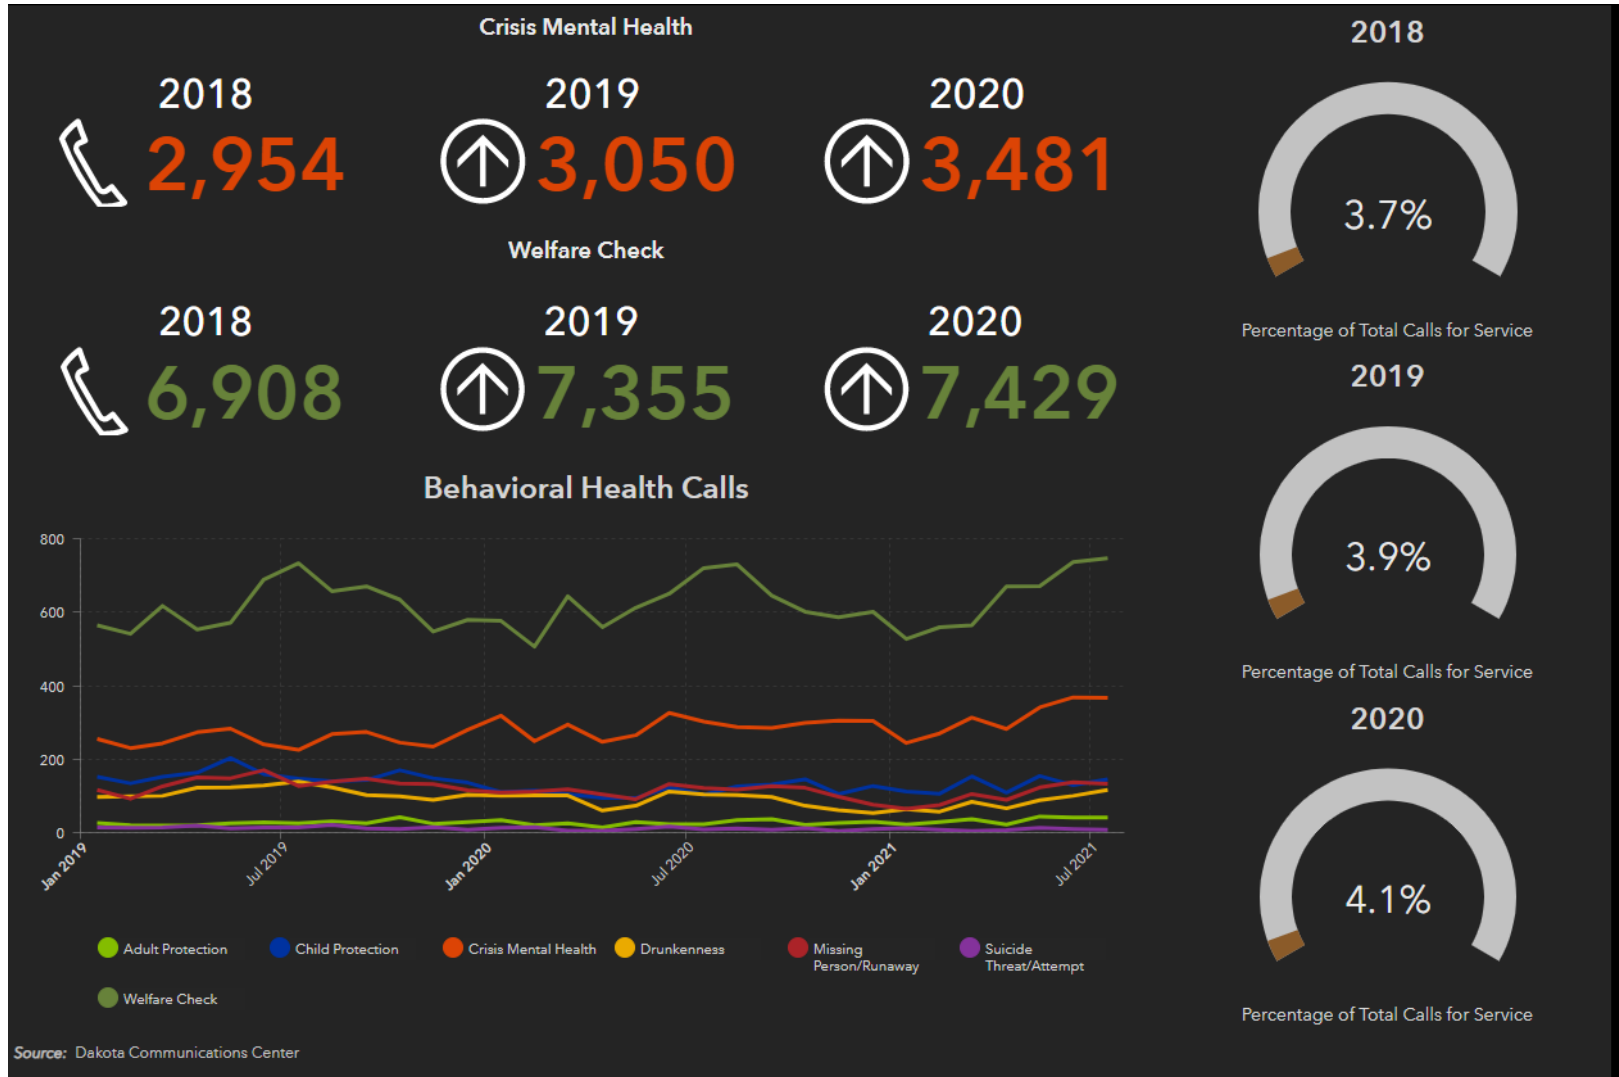 Crisis Mental Health
2018
2019
2020
2,954
3,050
3,481
Welfare Check
2018
2019
2020
6,908
7,355
7,429
Behavioral Health Calls
800
600
400
200
0
Jan 2019
Jul 2019
Jan 2020
Jul 2020
Jan 2021
Jul 2021
Adult Protection
Child Protection
Crisis Mental Health
Drunkenness
Missing
Person/Runaway
Suicide
Threat/Attempt
Welfare Check
Source: Dakota Communications Center
2018
3.7%
Percentage of Total Calls for Service
2019
3.9%
Percentage of Total Calls for Service
2020
4.1%
Percentage of Total Calls for Service